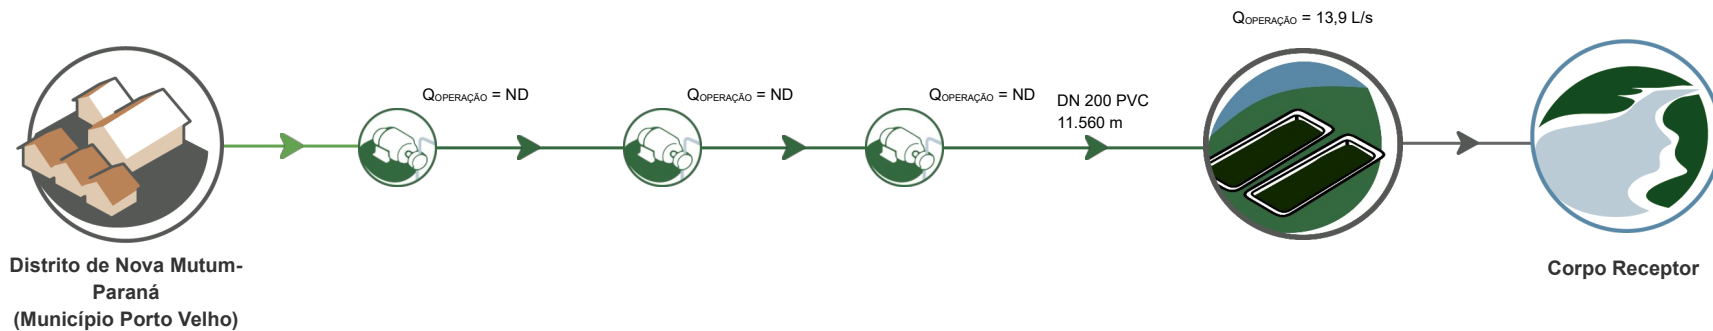 QOPERAÇÃO = 13,9 L/s
QOPERAÇÃO = ND
QOPERAÇÃO = ND
QOPERAÇÃO = ND
DN 200 PVC
11.560 m
Distrito de Nova Mutum-
Paraná
(Município Porto Velho)
Corpo Receptor